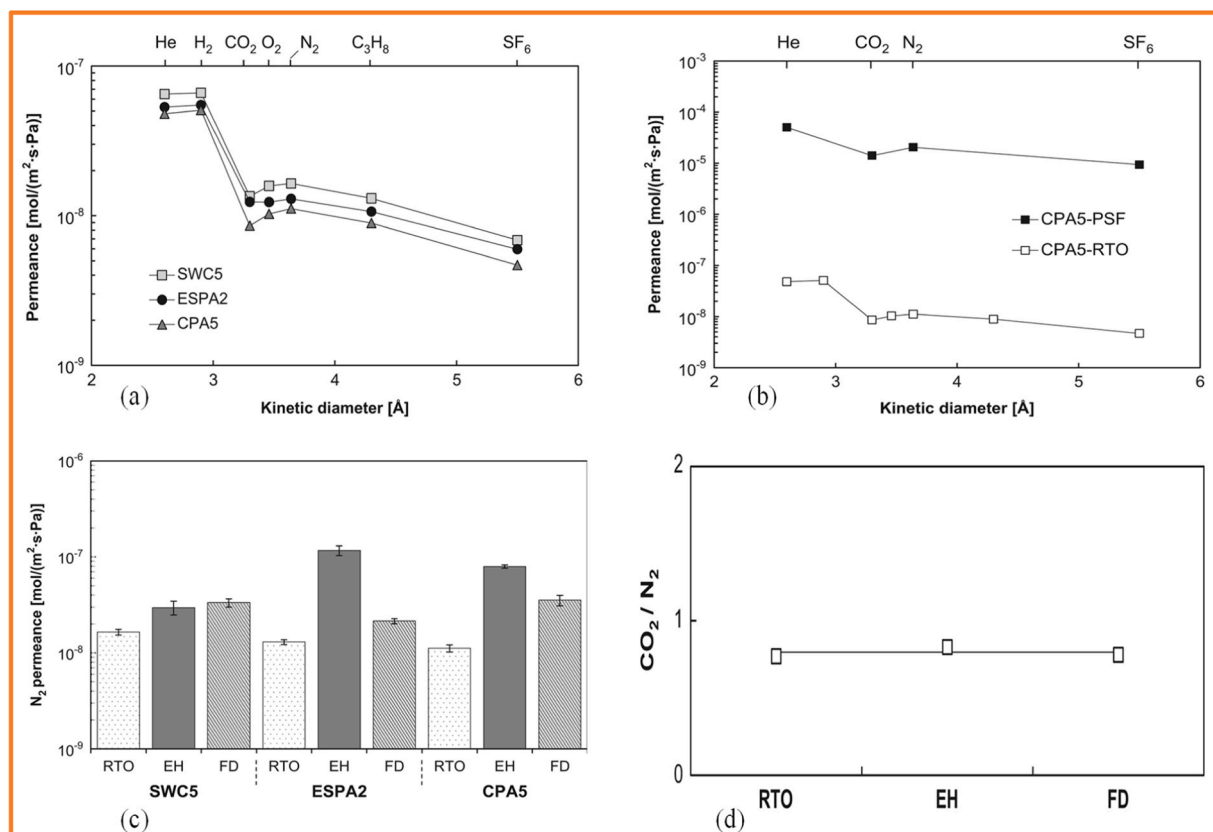 He H₂ CO₂ O₂ N₂ C₃H₈ SF₆
10⁻⁷
10⁻⁸
10⁻⁹
Permeance [mol/(m²·s·Pa)]
SWC5
ESPA2
CPA5
2 3 4 5 6
(a)
Kinetic diameter [Å]
He CO₂ N₂ SF₆
10⁻³
10⁻⁴
10⁻⁵
10⁻⁶
10⁻⁷
10⁻⁸
10⁻⁹
Permeance [mol/(m²·s·Pa)]
CPA5-PSF
CPA5-RTO
2 3 4 5 6
(b)
Kinetic diameter [Å]
10⁻⁶
10⁻⁷
10⁻⁸
10⁻⁹
N₂ permeance [mol/(m²·s·Pa)]
RTO EH FD RTO EH FD RTO EH FD
SWC5 ESPA2 CPA5
(c)
2
1
0
CO₂ / N₂
RTO EH FD
(d)